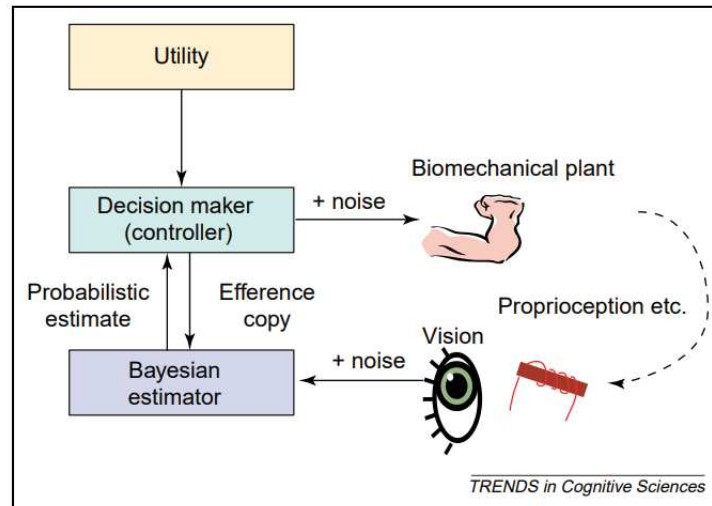 Utility
Decision maker
(controller)
+ noise
Biomechanical plant
Probabilistic
estimate
Efference
copy
Proprioception etc.
Vision
+ noise
Bayesian
estimator
TRENDS in Cognitive Sciences